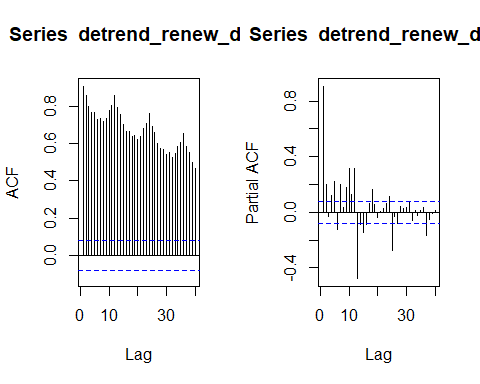 Series detrend_renew_d
Series detrend_renew_d
ACF
0.0 0.2 0.4 0.6 0.8
0 10 30
Lag
Partial ACF
-0.4 0.0 0.4 0.8
0 10 30
Lag